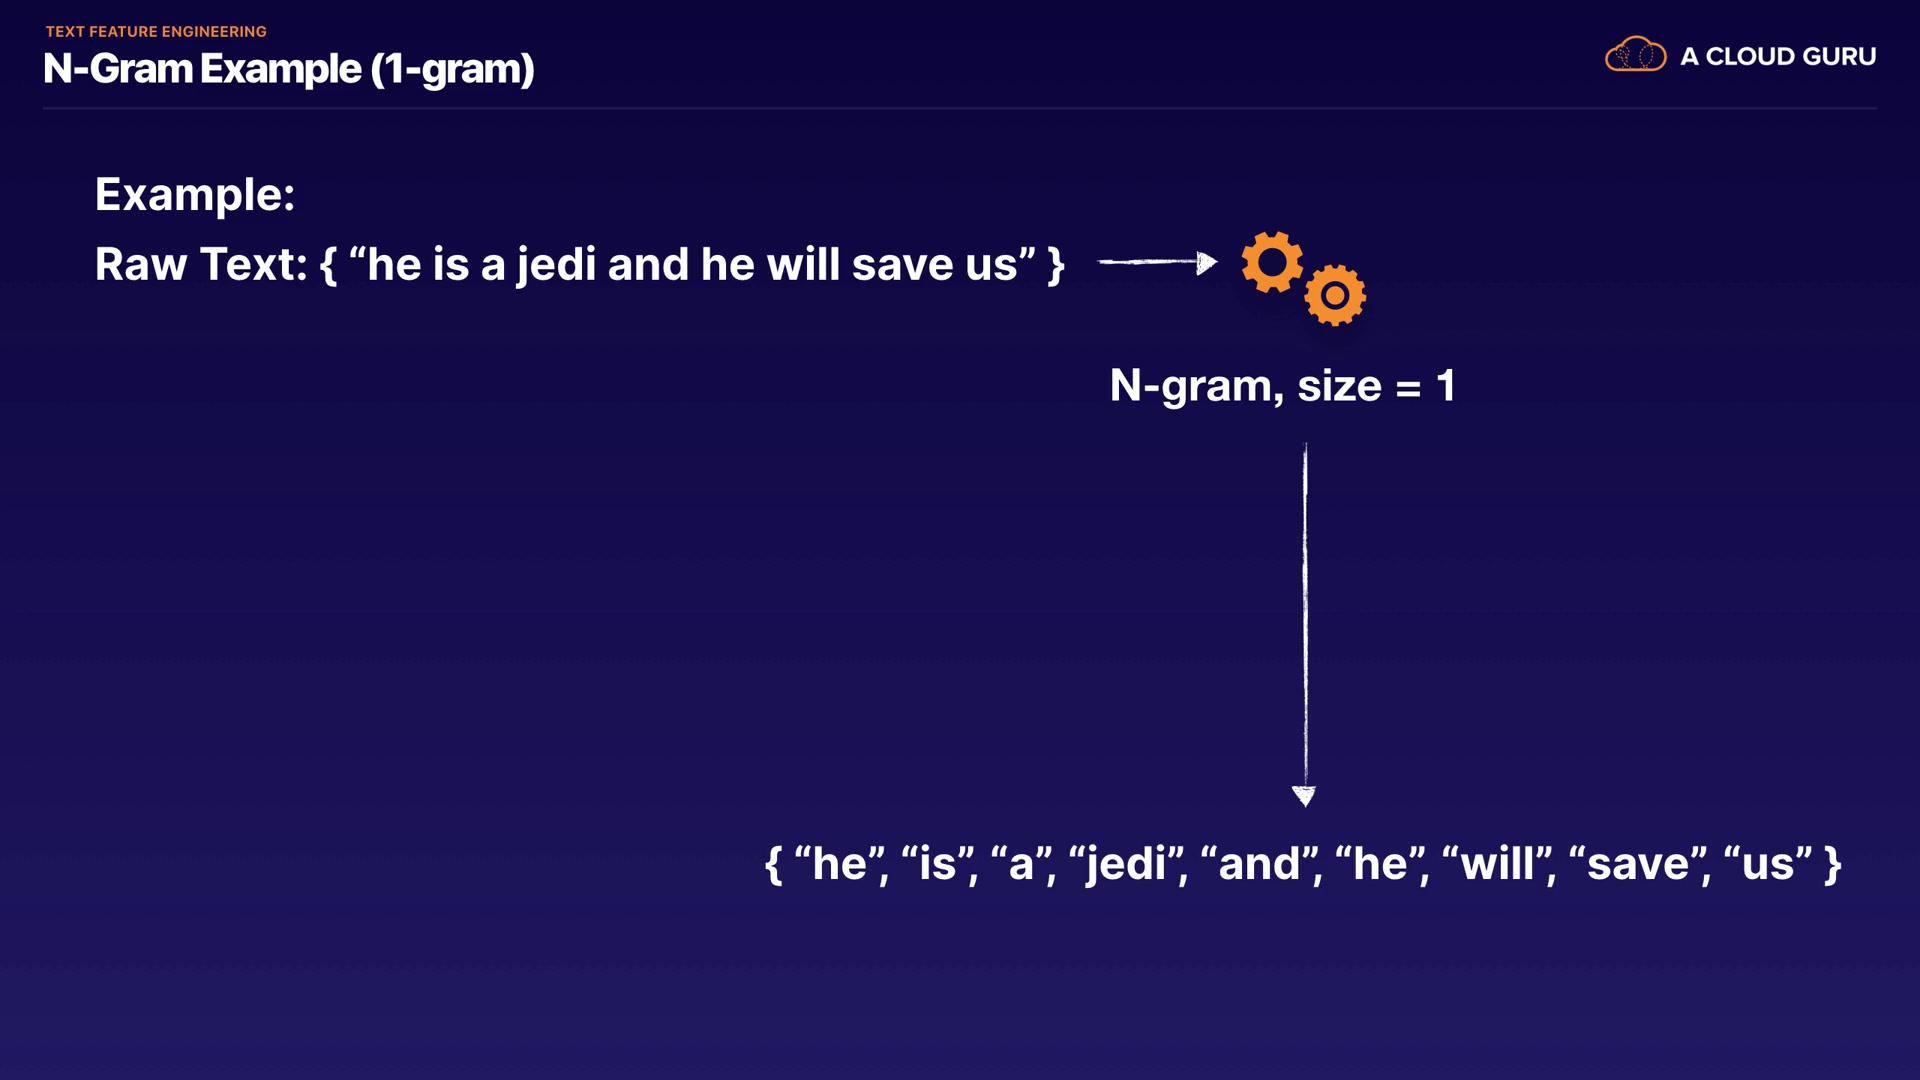 TEXT FEATURE ENGINEERING
N-Gram Example (1-gram)
A CLOUD GURU
Example:
Raw Text: { “he is a jedi and he will save us” }
N-gram, size = 1
{ “he”, “is”, “a”, “jedi”, “and”, “he”, “will”, “save”, “us” }